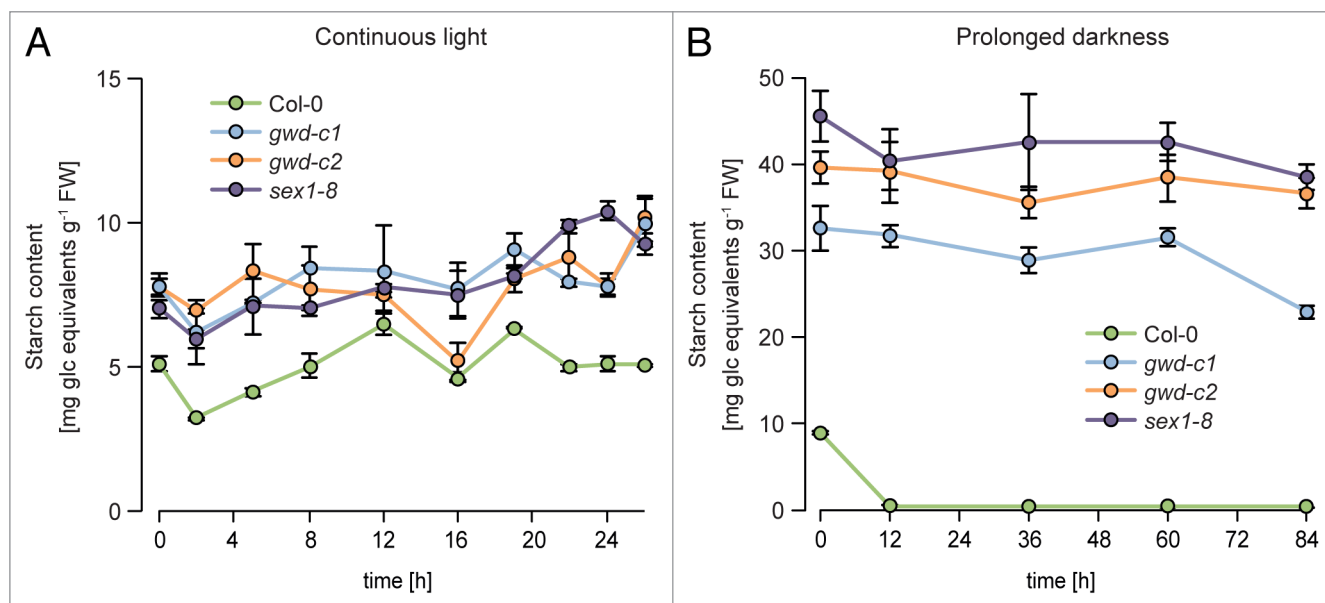 A
Continuous light
Starch content
[mg glc equivalents g⁻¹ FW]
15
10
5
0
Col-0
gwd-c1
gwd-c2
sex1-8
0 4 8 12 16 20 24
time [h]
B
Prolonged darkness
Starch content
[mg glc equivalents g⁻¹ FW]
50
40
30
20
10
0
Col-0
gwd-c1
gwd-c2
sex1-8
0 12 24 36 48 60 72 84
time [h]